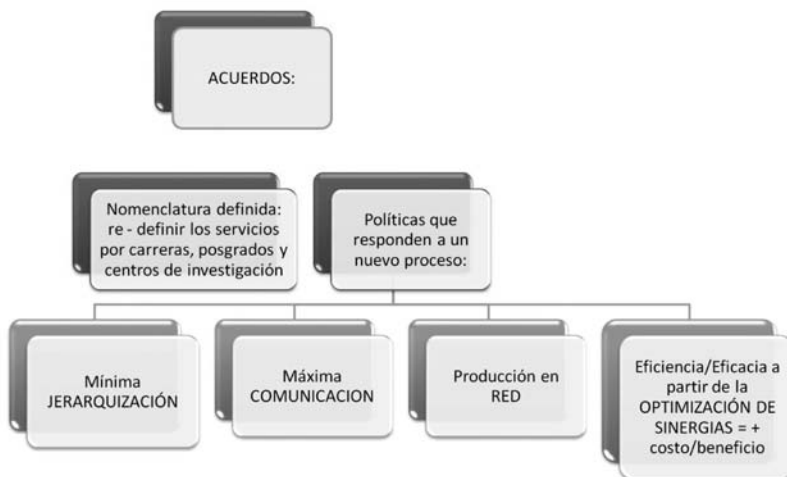 ACUERDOS:
Nomenclatura definida:
re - definir los servicios
por carreras, posgrados y
centros de investigación
Políticas que
responden a un
nuevo proceso:
Mínima
JERARQUIZACIÓN
Máxima
COMUNICACION
Producción en
RED
Eficiencia/Eficacia a
partir de la
OPTIMIZACIÓN DE
SINERGIAS = +
costo/beneficio